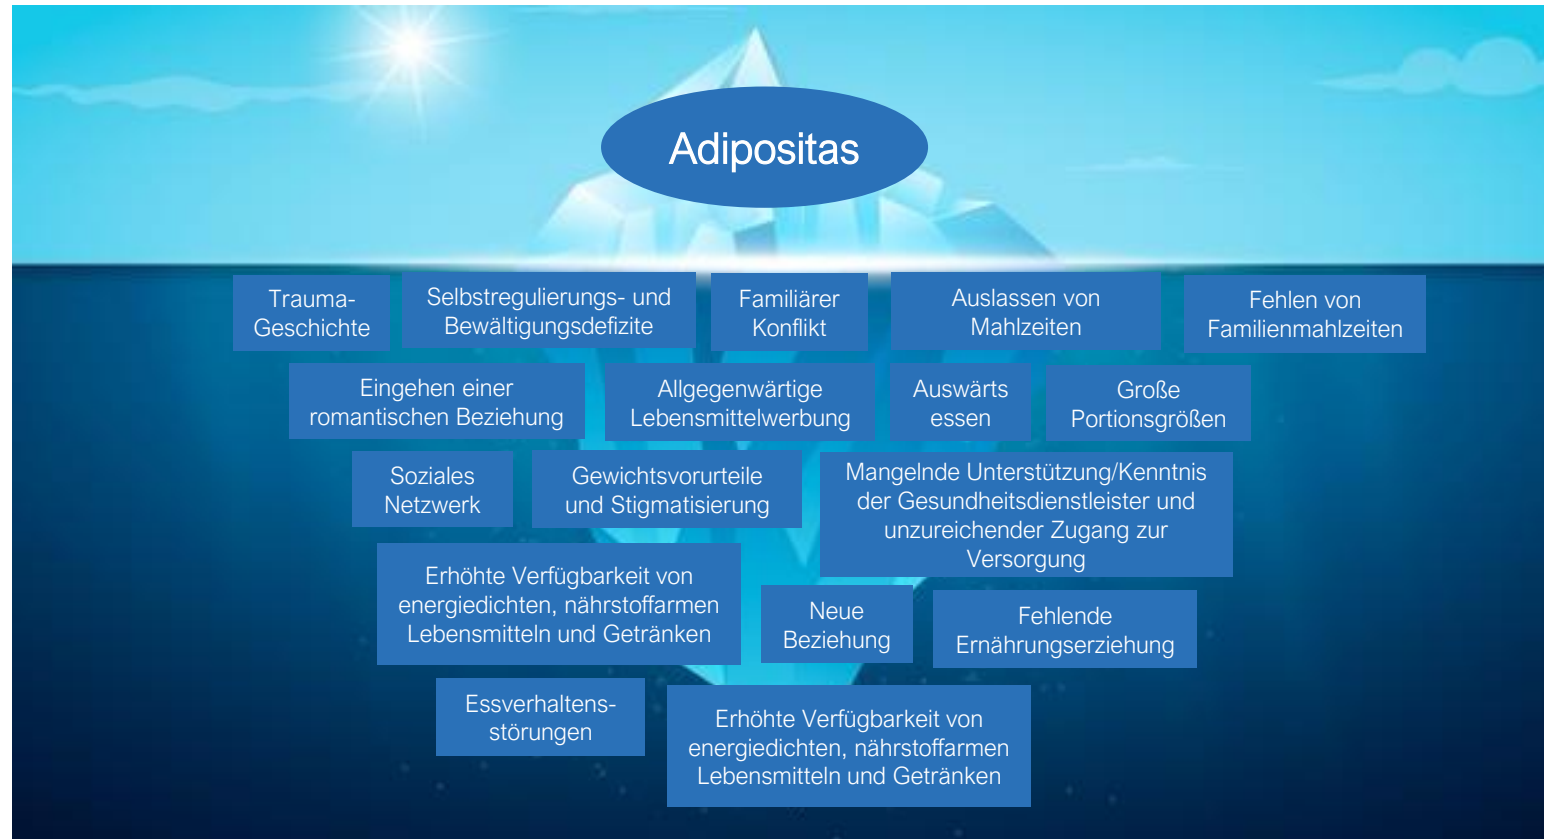 Adipositas
Trauma-
Geschichte
Selbstregulierungs- und
Bewältigungsdefizite
Familiärer
Konflikt
Auslassen von
Mahlzeiten
Fehlen von
Familienmahlzeiten
Eingehen einer
romantischen Beziehung
Allgegenwärtige
Lebensmittelwerbung
Auswärts
essen
Große
Portionsgrößen
Soziales
Netzwerk
Gewichtsvorurteile
und Stigmatisierung
Mangelnde Unterstützung/Kenntnis
der Gesundheitsdienstleister und
unzureichender Zugang zur
Versorgung
Erhöhte Verfügbarkeit von
energiedichten, nährstoffarmen
Lebensmitteln und Getränken
Neue
Beziehung
Fehlende
Ernährungserziehung
Essverhaltens-
störungen
Erhöhte Verfügbarkeit von
energiedichten, nährstoffarmen
Lebensmitteln und Getränken